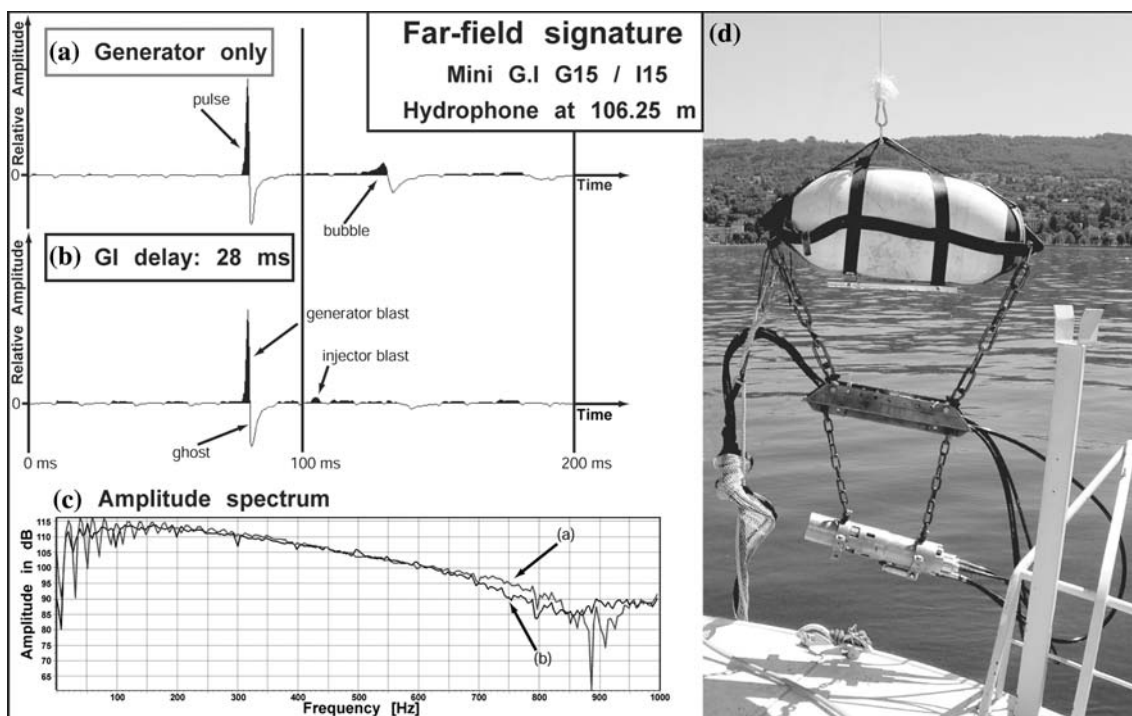 (a) Generator only
Far-field signature
Mini G.I G15 / I15
Hydrophone at 106.25 m
Relative Amplitude
pulse
0
Time
bubble
(b) GI delay: 28 ms
Relative Amplitude
generator blast
injector blast
0
Time
ghost
0 ms
100 ms
200 ms
(c) Amplitude spectrum
Amplitude in dB
115
110
105
100
95
90
85
80
75
70
65
(a)
(b)
100 200 300 400 500 600 700 800 900 1000
Frequency [Hz]
(d)